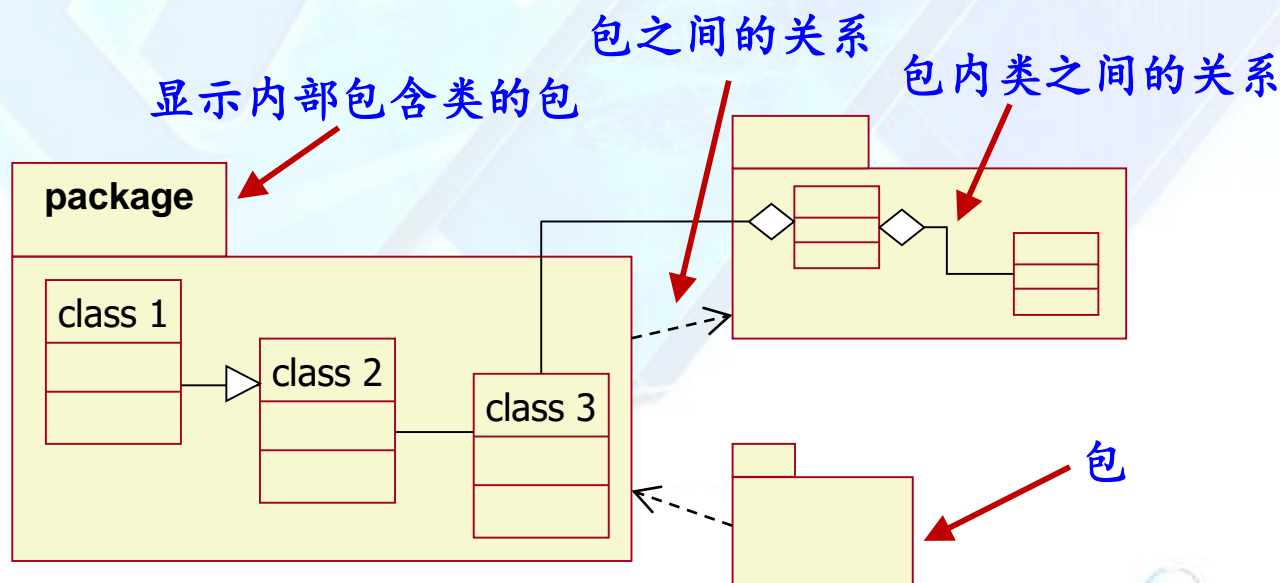 包之间的关系
包内类之间的关系
显示内部包含类的包
package
class 1
class 2
class 3
包